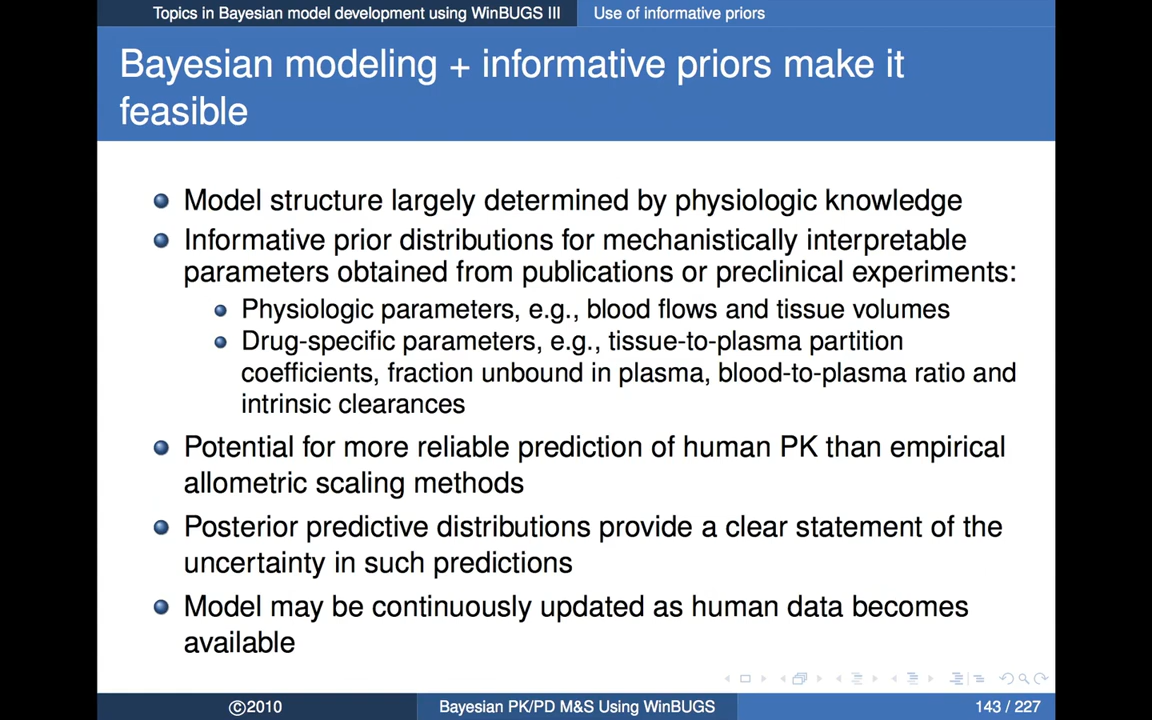 Topics in Bayesian model development using WinBUGS III Use of informative priors
Bayesian modeling + informative priors make it
feasible
Model structure largely determined by physiologic knowledge
Informative prior distributions for mechanistically interpretable
parameters obtained from publications or preclinical experiments:
Physiologic parameters, e.g., blood flows and tissue volumes
Drug-specific parameters, e.g., tissue-to-plasma partition
coefficients, fraction unbound in plasma, blood-to-plasma ratio and
intrinsic clearances
Potential for more reliable prediction of human PK than empirical
allometric scaling methods
Posterior predictive distributions provide a clear statement of the
uncertainty in such predictions
Model may be continuously updated as human data becomes
available
©2010 Bayesian PK/PD M&S Using WinBUGS 143 / 227